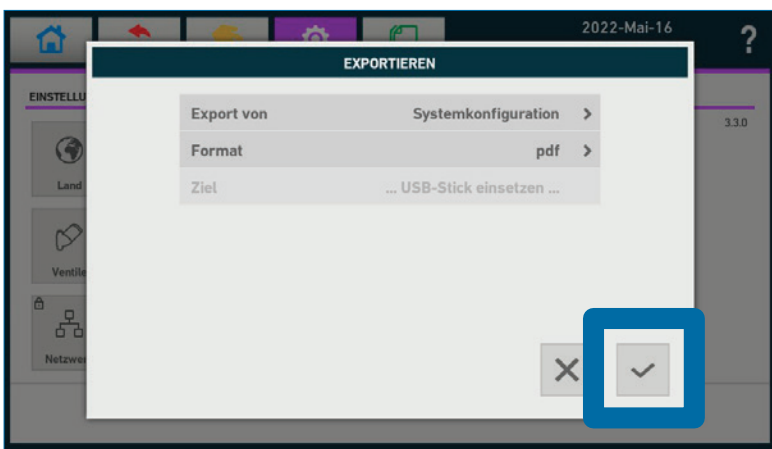 2022-Mai-16
?
EXPORTIEREN
EINSTELLU
Export von Systemkonfiguration >
3.3.0
Format pdf >
Land
Ziel ... USB-Stick einsetzen ...
Ventile
Netzwer